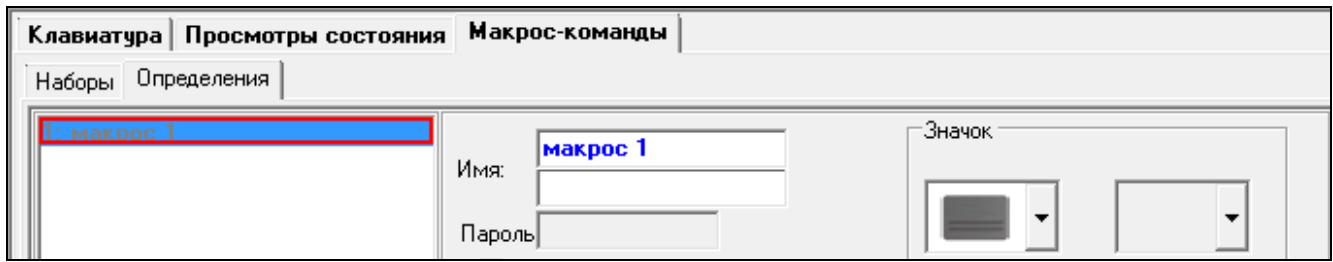 Клавиатура Просмотры состояния Макрос-команды
Наборы Определения
1: макрос 1
Имя:
макрос 1
Пароль
Значок